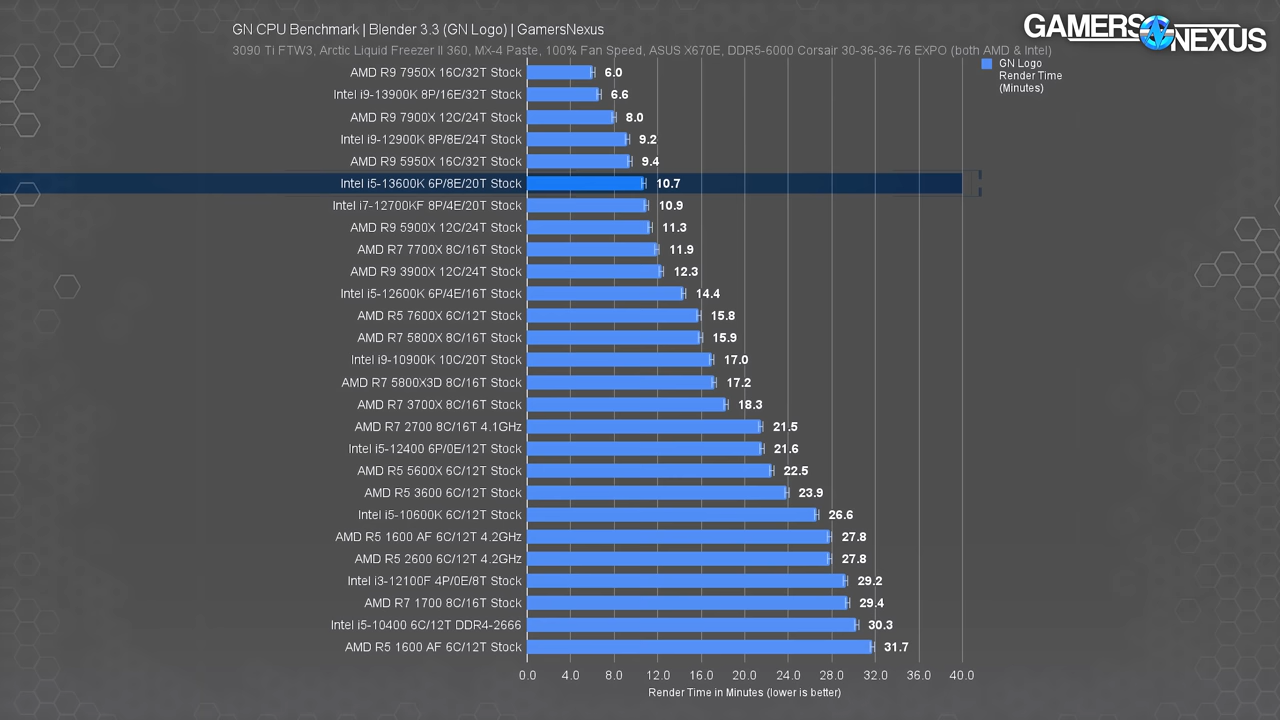 GN CPU Benchmark | Blender 3.3 (GN Logo) | GamersNexus
3090 Ti FTW3, Arctic Liquid Freezer II 360, MX-4 Paste, 100% Fan Speed, ASUS X670E, DDR5-6000 Corsair 30-36-36-76 EXPO (both AMD & Intel)
GAMERS NEXUS
GN Logo
Render Time
(Minutes)
AMD R9 7950X 16C/32T Stock 6.0
Intel i9-13900K 8P/16E/32T Stock 6.6
AMD R9 7900X 12C/24T Stock 8.0
Intel i9-12900K 8P/8E/24T Stock 9.2
AMD R9 5950X 16C/32T Stock 9.4
Intel i5-13600K 6P/8E/20T Stock 10.7
Intel i7-12700KF 8P/4E/20T Stock 10.9
AMD R9 5900X 12C/24T Stock 11.3
AMD R7 7700X 8C/16T Stock 11.9
AMD R9 3900X 12C/24T Stock 12.3
Intel i5-12600K 6P/4E/16T Stock 14.4
AMD R5 7600X 6C/12T Stock 15.8
AMD R7 5800X 8C/16T Stock 15.9
Intel i9-10900K 10C/20T Stock 17.0
AMD R7 5800X3D 8C/16T Stock 17.2
AMD R7 3700X 8C/16T Stock 18.3
AMD R7 2700 8C/16T 4.1GHz 21.5
Intel i5-12400 6P/0E/12T Stock 21.6
AMD R5 5600X 6C/12T Stock 22.5
AMD R5 3600 6C/12T Stock 23.9
Intel i5-10600K 6C/12T Stock 26.6
AMD R5 1600 AF 6C/12T 4.2GHz 27.8
AMD R5 2600 6C/12T 4.2GHz 27.8
Intel i3-12100F 4P/0E/8T Stock 29.2
AMD R7 1700 8C/16T Stock 29.4
Intel i5-10400 6C/12T DDR4-2666 30.3
AMD R5 1600 AF 6C/12T Stock 31.7
0.0 4.0 8.0 12.0 16.0 20.0 24.0 28.0 32.0 36.0 40.0
Render Time in Minutes (lower is better)